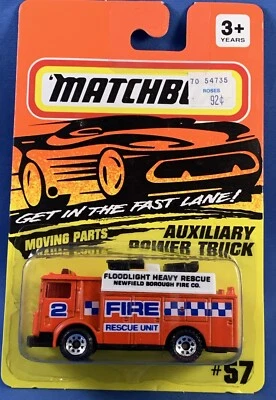 3+
YEARS
MATCHBO
70 54735
ROSES
92¢
GET IN THE FAST LANE!
MOVING PARTS
AUXILIARY
POWER TRUCK
FLOODLIGHT HEAVY RESCUE
NEWFIELD BOROUGH FIRE CO.
2
FIRE
RESCUE UNIT
#57